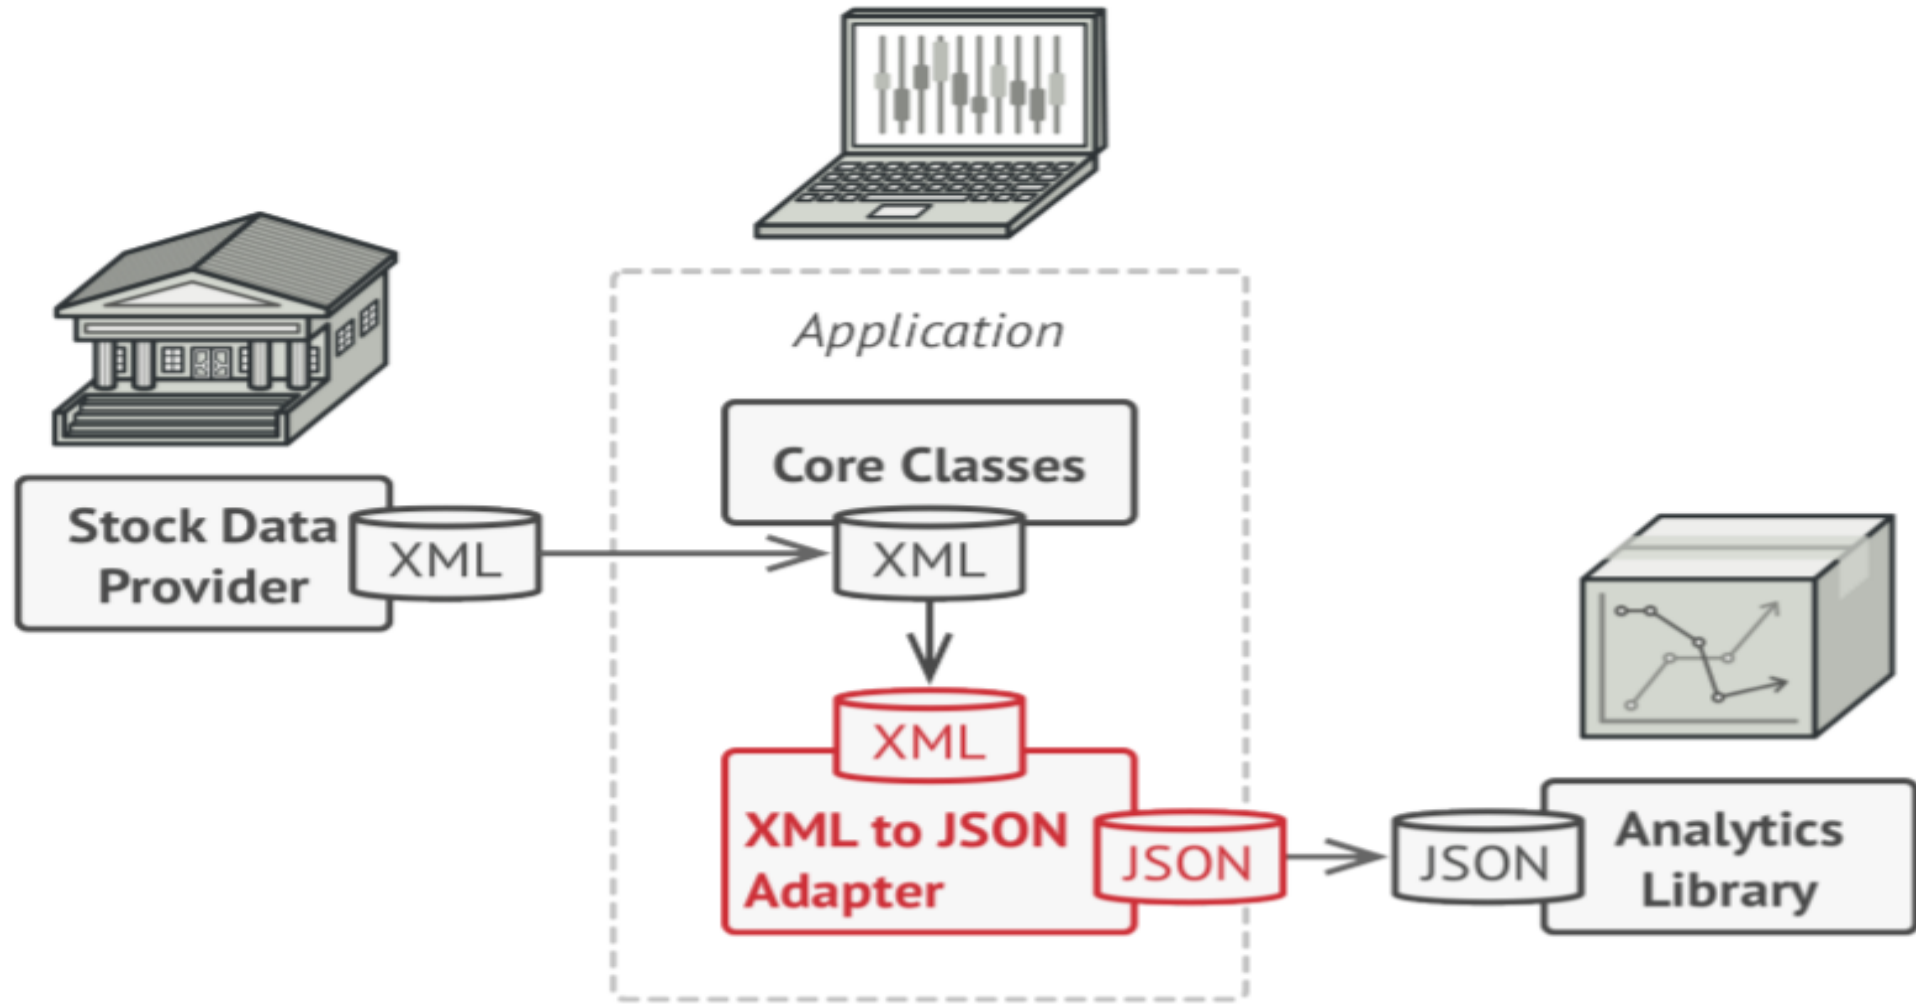 Application
Core Classes
Stock Data
Provider
XML
XML
XML
XML to JSON
Adapter
JSON
JSON
Analytics
Library